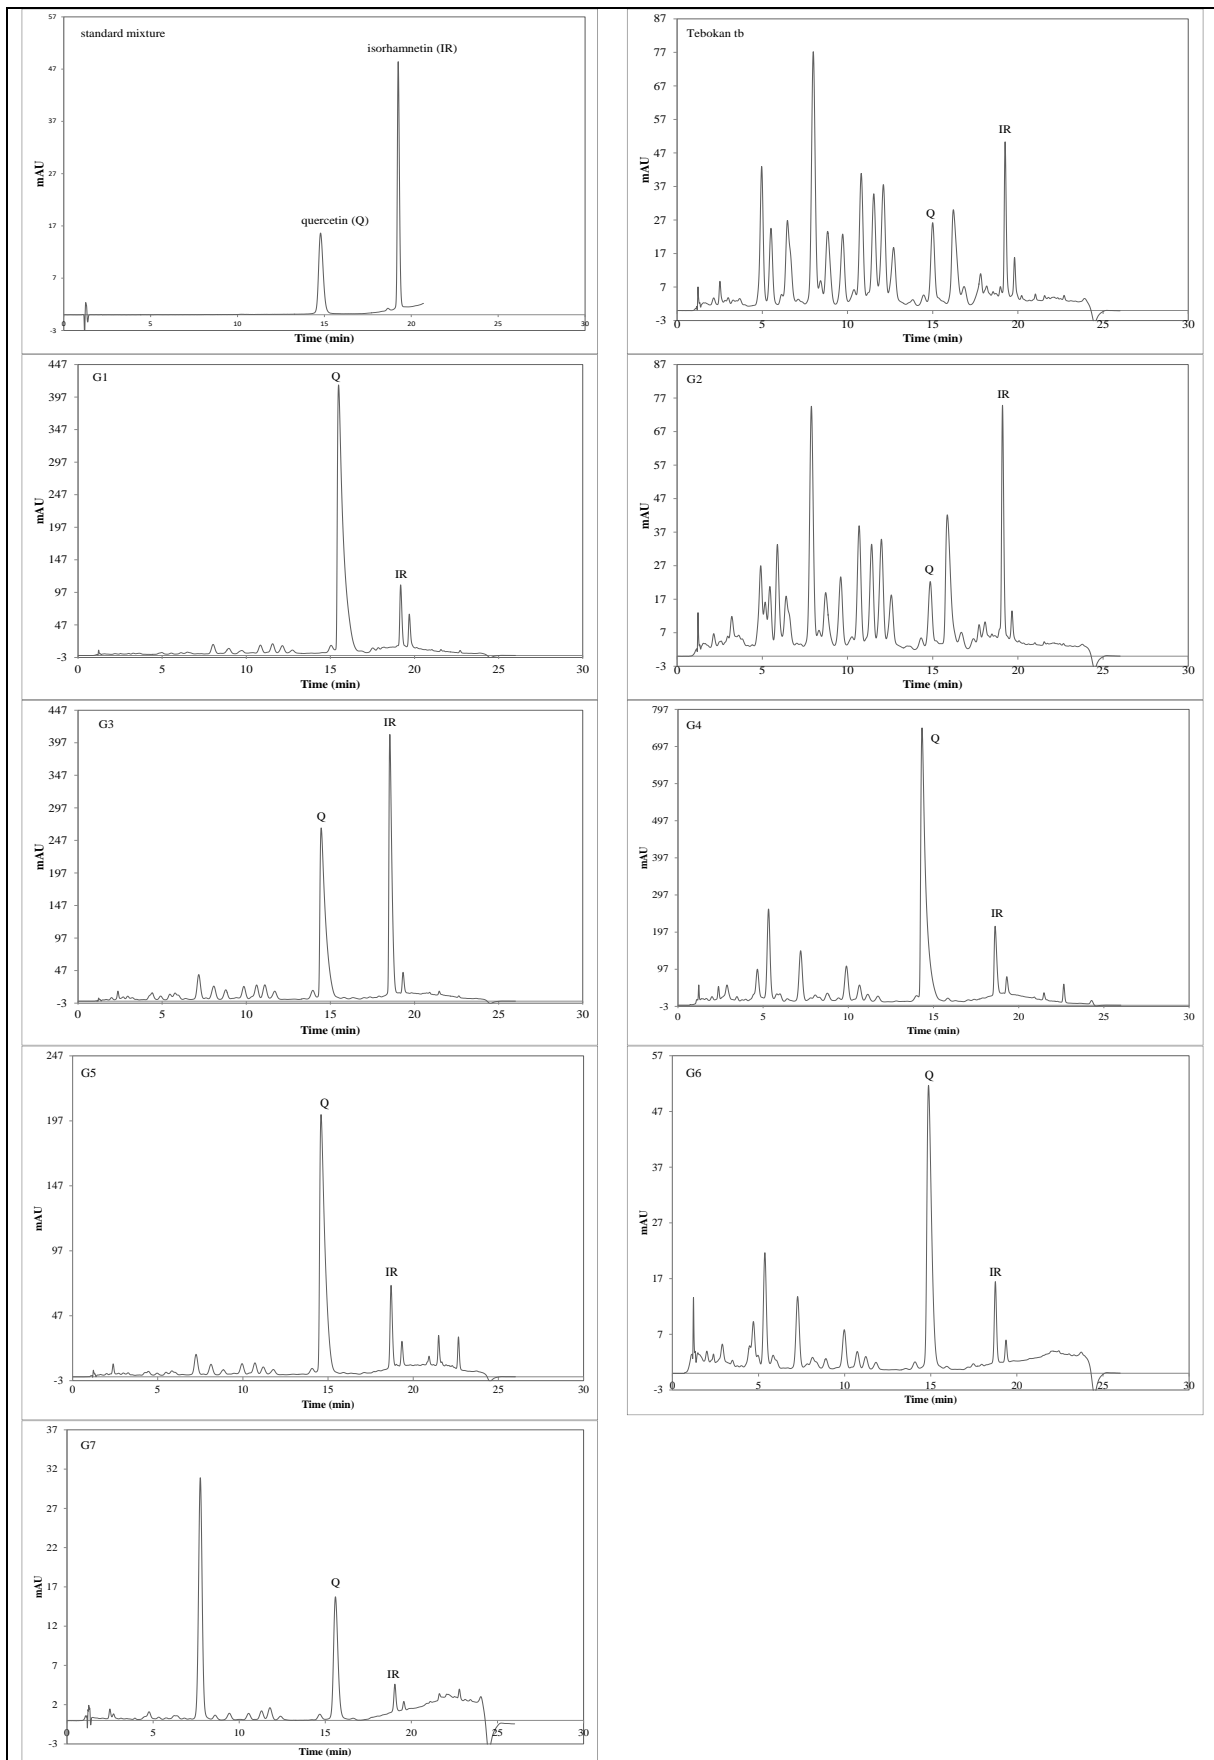 standard mixture
isorhamnetin (IR)
quercetin (Q)
57
47
37
27
17
7
-3
mAU
0 5 10 15 20 25 30
Time (min)
Tebokan tb
IR
Q
87
77
67
57
47
37
27
17
7
-3
mAU
0 5 10 15 20 25 30
Time (min)
G1
Q
IR
447
397
347
297
247
197
147
97
47
-3
mAU
0 5 10 15 20 25 30
Time (min)
G2
IR
Q
87
77
67
57
47
37
27
17
7
-3
mAU
0 5 10 15 20 25 30
Time (min)
G3
IR
Q
447
397
347
297
247
197
147
97
47
-3
mAU
0 5 10 15 20 25 30
Time (min)
G4
Q
IR
797
697
597
497
397
297
197
97
-3
mAU
0 5 10 15 20 25 30
Time (min)
G5
Q
IR
247
197
147
97
47
-3
mAU
0 5 10 15 20 25 30
Time (min)
G6
Q
IR
57
47
37
27
17
7
-3
mAU
0 5 10 15 20 25 30
Time (min)
G7
Q
IR
37
32
27
22
17
12
7
2
-3
mAU
0 5 10 15 20 25 30
Time (min)